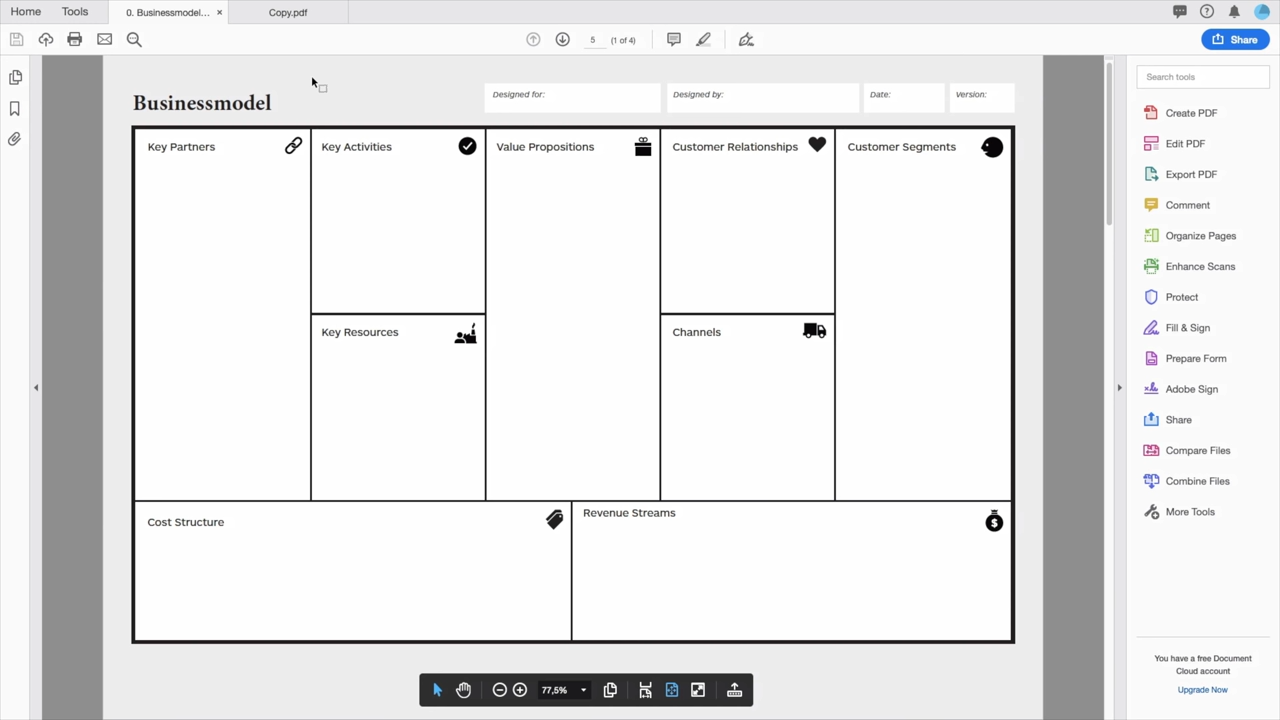 Home
Tools
0. Businessmodel... ×
Copy.pdf
5
(1 of 4)
Share
Businessmodel
Designed for:
Designed by:
Date:
Version:
Key Partners
Key Activities
Value Propositions
Customer Relationships
Customer Segments
Key Resources
Channels
Cost Structure
Revenue Streams
$
77,5%
Search tools
Create PDF
Edit PDF
Export PDF
Comment
Organize Pages
Enhance Scans
Protect
Fill & Sign
Prepare Form
Adobe Sign
Share
Compare Files
Combine Files
More Tools
You have a free Document
Cloud account
Upgrade Now